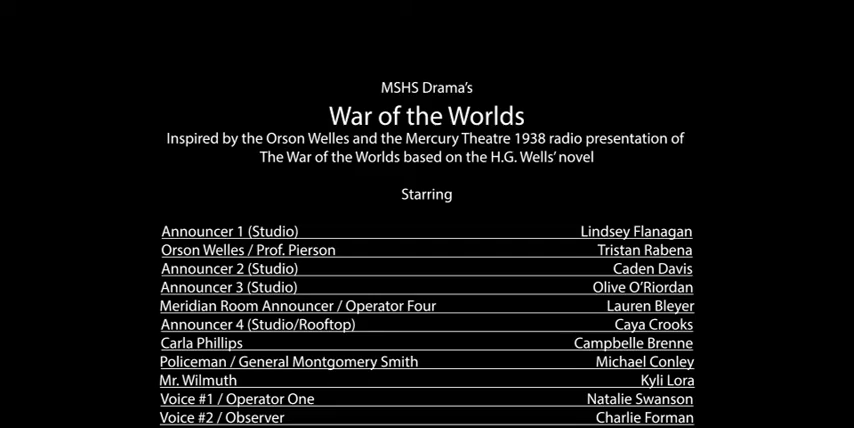 MSHS Drama’s
War of the Worlds
Inspired by the Orson Welles and the Mercury Theatre 1938 radio presentation of
The War of the Worlds based on the H.G. Wells’ novel
Starring
Announcer 1 (Studio) Lindsey Flanagan
Orson Welles / Prof. Pierson Tristan Rabena
Announcer 2 (Studio) Caden Davis
Announcer 3 (Studio) Olive O’Riordan
Meridian Room Announcer / Operator Four Lauren Bleyer
Announcer 4 (Studio/Rooftop) Caya Crooks
Carla Phillips Campbelle Brenne
Policeman / General Montgomery Smith Michael Conley
Mr. Wilmuth Kyli Lora
Voice #1 / Operator One Natalie Swanson
Voice #2 / Observer Charlie Forman